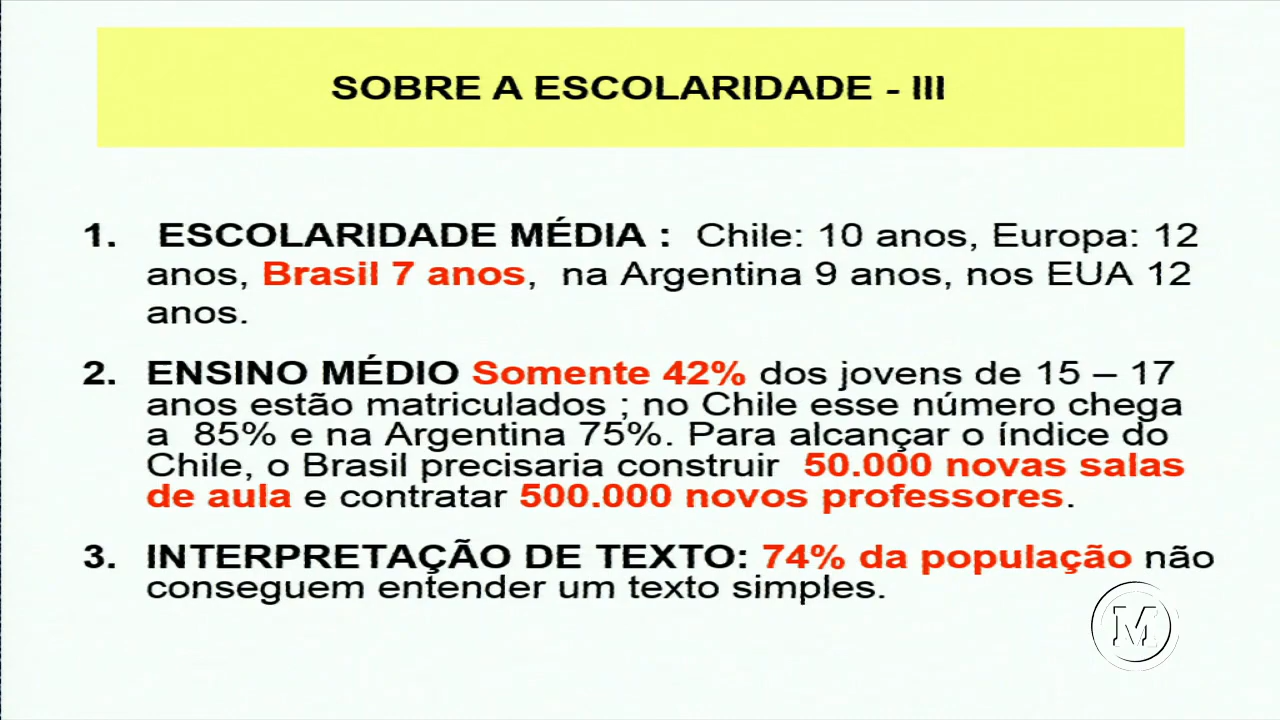 SOBRE A ESCOLARIDADE - III
1. ESCOLARIDADE MÉDIA : Chile: 10 anos, Europa: 12
anos, Brasil 7 anos, na Argentina 9 anos, nos EUA 12
anos.
2. ENSINO MÉDIO Somente 42% dos jovens de 15 – 17
anos estão matriculados ; no Chile esse número chega
a 85% e na Argentina 75%. Para alcançar o índice do
Chile, o Brasil precisaria construir 50.000 novas salas
de aula e contratar 500.000 novos professores.
3. INTERPRETAÇÃO DE TEXTO: 74% da população não
conseguem entender um texto simples.
M